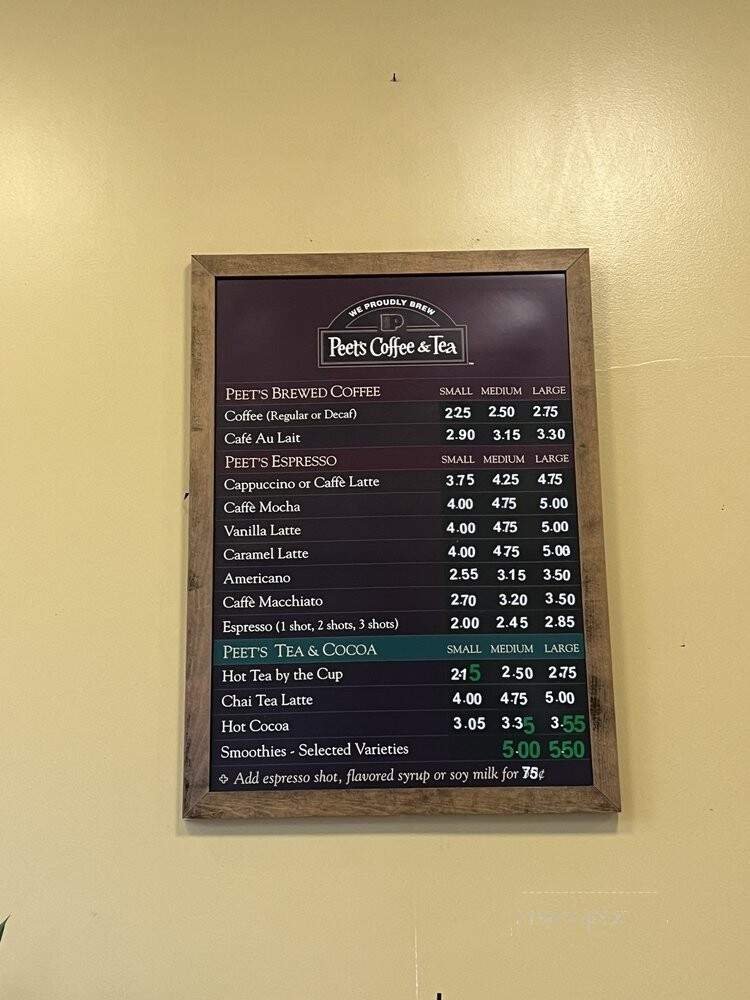 WE PROUDLY BREW
Peet's Coffee & Tea
PEET'S BREWED COFFEE SMALL MEDIUM LARGE
Coffee (Regular or Decaf) 2.25 2.50 2.75
Café Au Lait 2.90 3.15 3.30
PEET'S ESPRESSO SMALL MEDIUM LARGE
Cappuccino or Caffè Latte 3.75 4.25 4.75
Caffè Mocha 4.00 4.75 5.00
Vanilla Latte 4.00 4.75 5.00
Caramel Latte 4.00 4.75 5.00
Americano 2.55 3.15 3.50
Caffè Macchiato 2.70 3.20 3.50
Espresso (1 shot, 2 shots, 3 shots) 2.00 2.45 2.85
PEET'S TEA & COCOA SMALL MEDIUM LARGE
Hot Tea by the Cup 2.15 2.50 2.75
Chai Tea Latte 4.00 4.75 5.00
Hot Cocoa 3.05 3.35 3.55
Smoothies - Selected Varieties 5.00 5.50
✣ Add espresso shot, flavored syrup or soy milk for 75¢